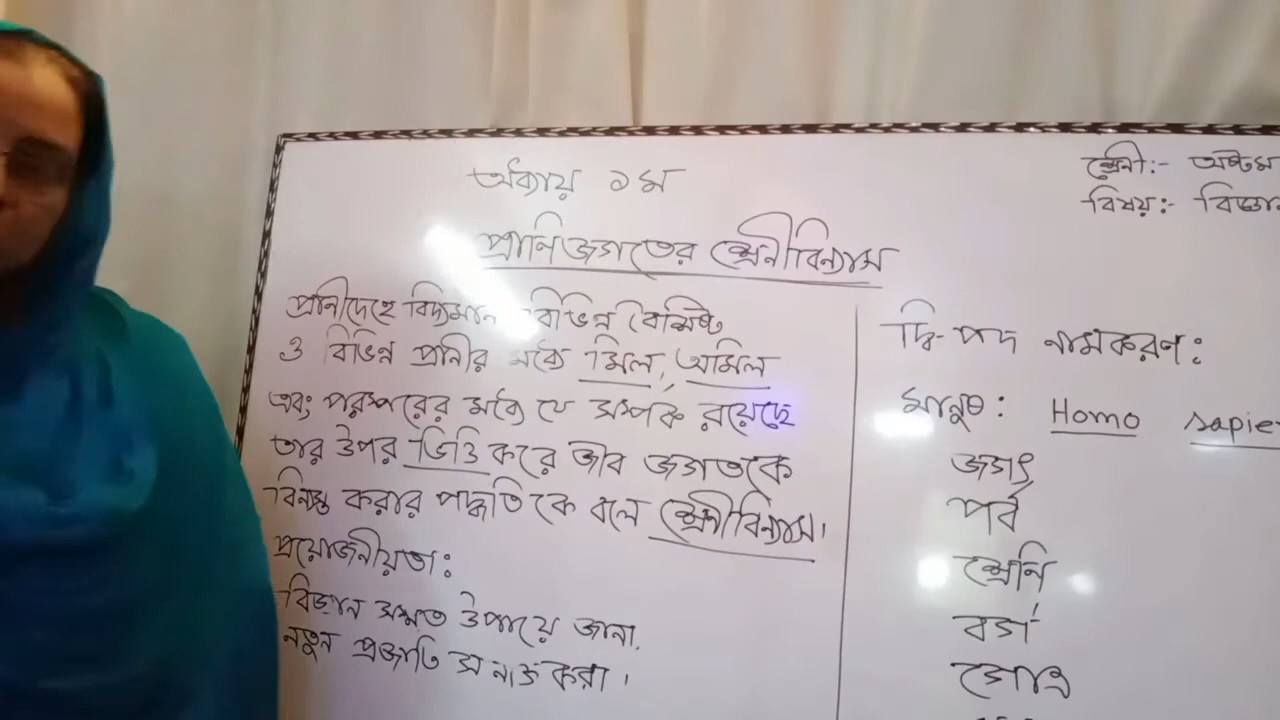 অধ্যায় ১ম
শ্রেনী:- অষ্টম
বিষয়:-
প্রানিজগতের শ্রেনীবিন্যাস
প্রানীদেহে বিদ্যমান বিভিন্ন বৈশিষ্ট
ও বিভিন্ন প্রানীর মধ্যে মিল, অমিল
এবং পরস্পরের মধ্যে যে সম্পর্ক রয়েছে
তার উপর ভিত্তি করে জীব জগতকে
বিন্যস্ত করার পদ্ধতি কে বলে শ্রেনীবিন্যাস।
প্রয়োজনীয়তা:
বিজ্ঞান সম্মত উপায়ে জানা,
নতুন প্রজাতি সনাক্ত করা।
দ্বি-পদ নামকরণ:
মানুষ: Homo
জগৎ
পর্ব
শ্রেনি
বর্গ
গোত্র